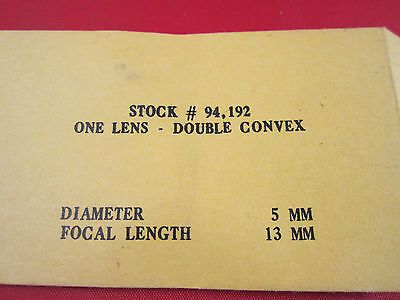 STOCK # 94,192
ONE LENS - DOUBLE CONVEX
DIAMETER 5 MM
FOCAL LENGTH 13 MM